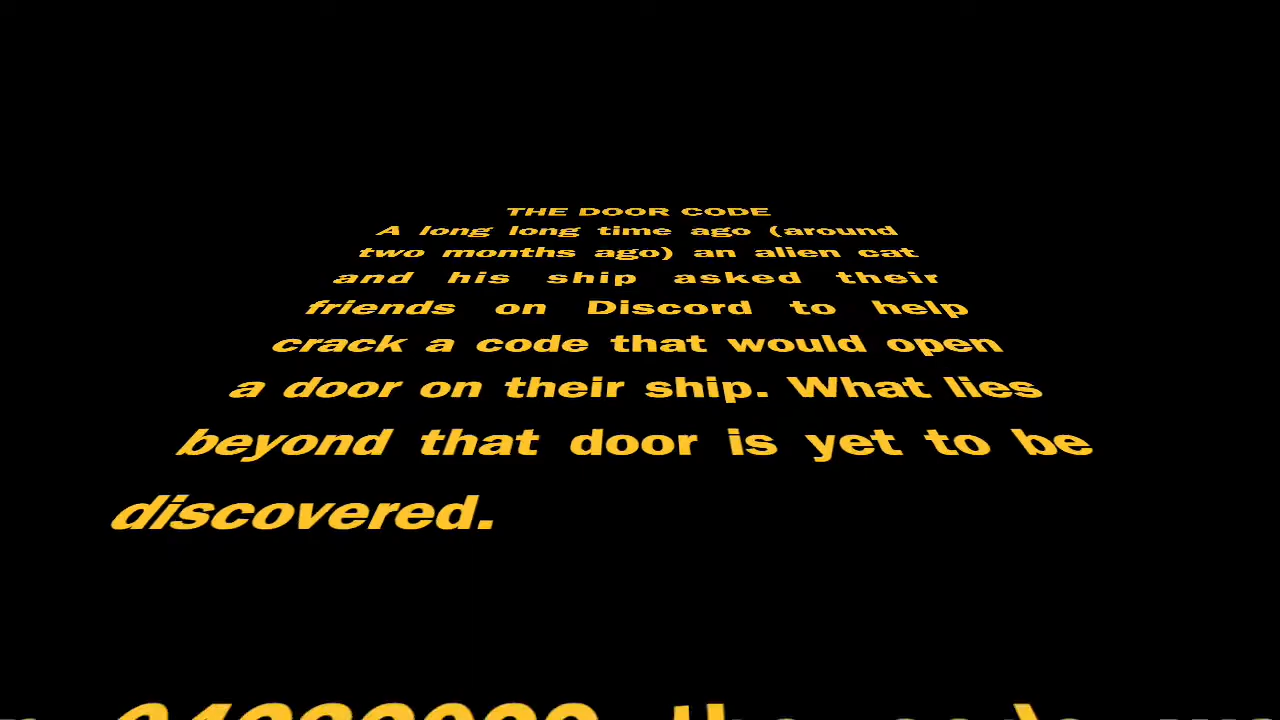 THE DOOR CODE
A long long time ago (around
two months ago) an alien cat
and his ship asked their
friends on Discord to help
crack a code that would open
a door on their ship. What lies
beyond that door is yet to be
discovered.
the